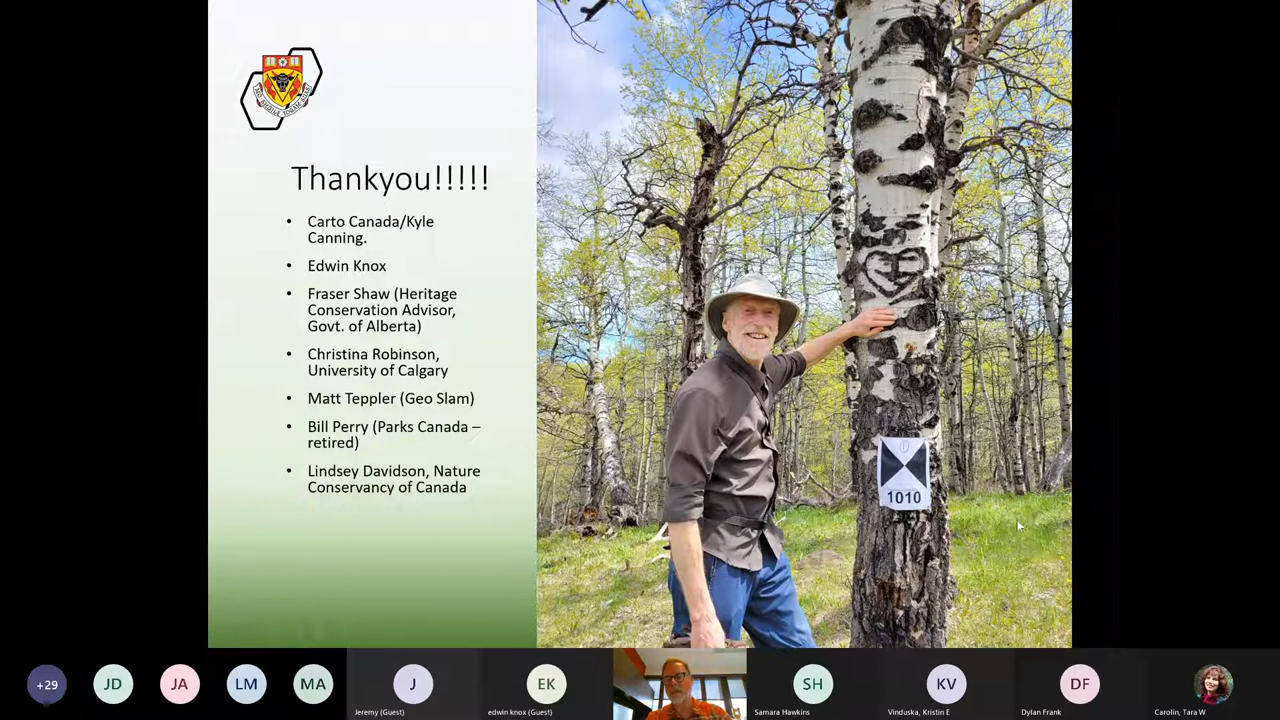 Thankyou!!!!!
• Carto Canada/Kyle
Canning.
• Edwin Knox
• Fraser Shaw (Heritage
Conservation Advisor,
Govt. of Alberta)
• Christina Robinson,
University of Calgary
• Matt Teppler (Geo Slam)
• Bill Perry (Parks Canada –
retired)
• Lindsey Davidson, Nature
Conservancy of Canada
1010
+29
JD
JA
LM
MA
J
EK
SH
KV
DF
Jeremy (Guest)
edwin knox (Guest)
Samara Hawkins
Vinduska, Kristin E
Dylan Frank
Carolin, Tara W